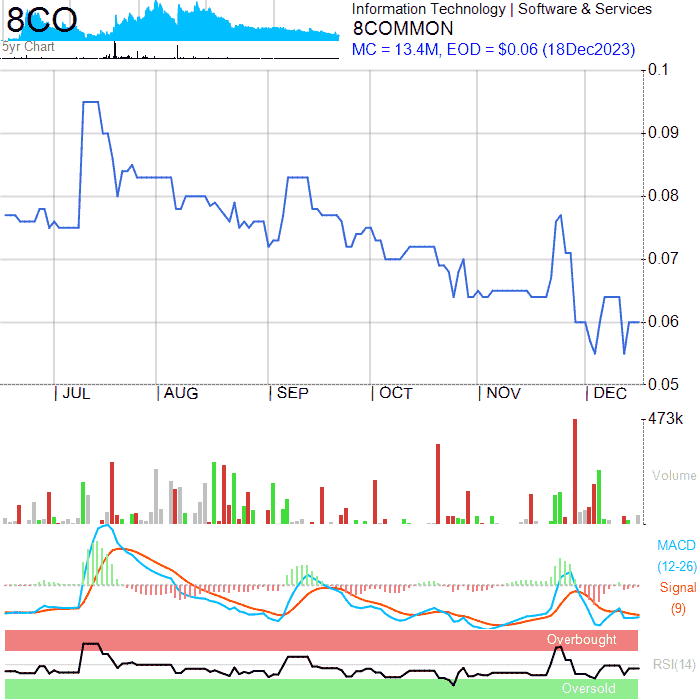 8CO
5yr Chart
Information Technology | Software & Services
8COMMON
MC = 13.4M, EOD = $0.06 (18Dec2023)
0.1
0.09
0.08
0.07
0.06
0.05
| JUL | AUG | SEP | OCT | NOV | DEC
473k
Volume
MACD
(12-26)
Signal
(9)
Overbought
RSI(14)
Oversold